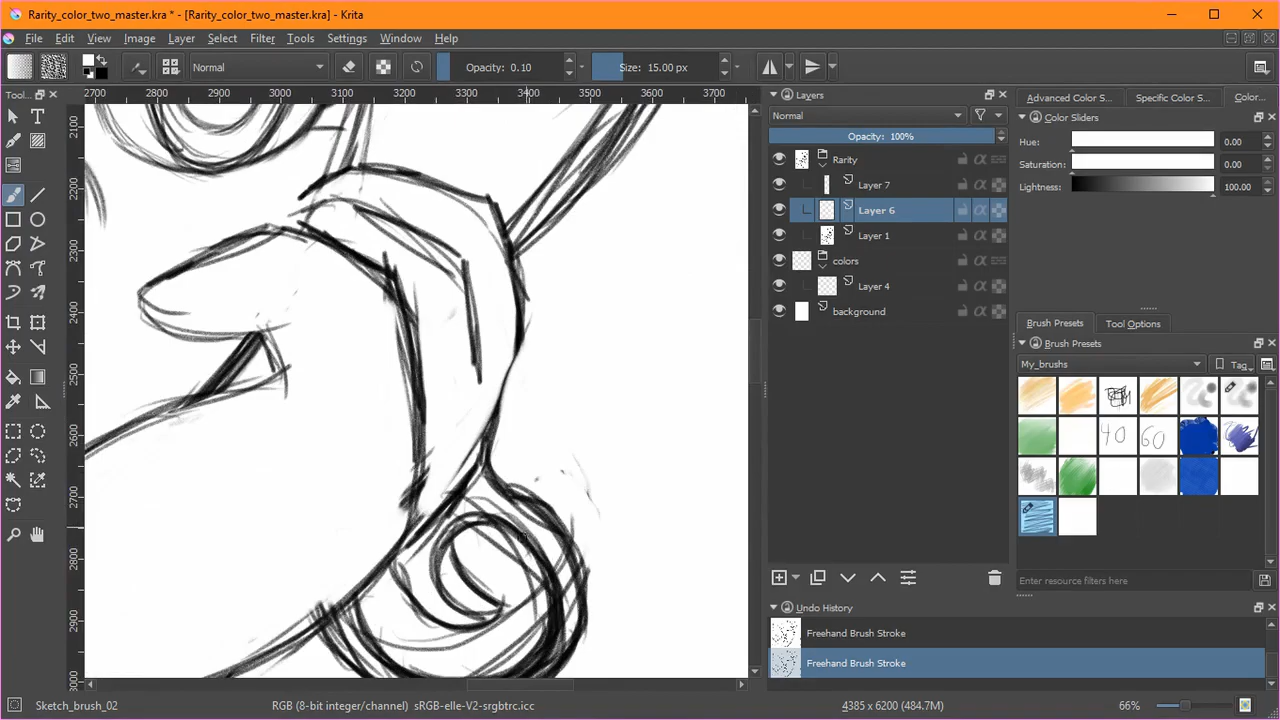 Rarity_color_two_master.kra * - [Rarity_color_two_master.kra] - Krita
File Edit View Image Layer Select Filter Tools Settings Window Help
Normal Opacity: 0.10 Size: 15.00 px
Tool...
2700 2900 3000 3100 3200 3300 3400 3500 3600 3700
2100
2200
2300
2400
2500
2600
2700
2800
2900
3000
Layers
Normal
Opacity: 100%
Rarity
Layer 7
Layer 6
Layer 1
colors
Layer 4
background
Undo History
Freehand Brush Stroke
Freehand Brush Stroke
Advanced Color S... Specific Color S... Color...
Color Sliders
Hue: 0.00
Saturation: 0.00
Lightness: 100.00
Brush Presets Tool Options
Brush Presets
My_brushes Tag
40 60
Enter resource filters here
Sketch_brush_02 RGB (8-bit integer/channel) sRGB-elle-V2-srgbtrc.icc 4385 x 6200 (484.7M) 66%